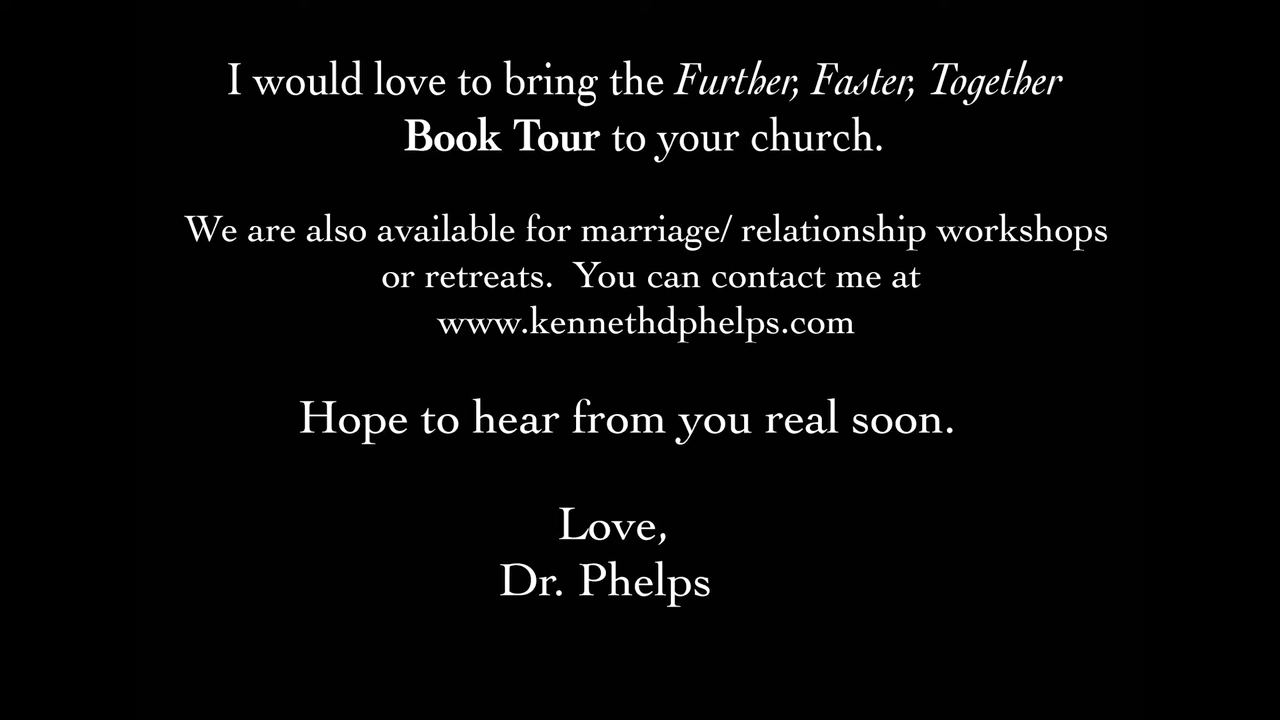 I would love to bring the Further, Faster, Together
Book Tour to your church.
We are also available for marriage/ relationship workshops
or retreats.  You can contact me at
www.kennethdphelps.com
Hope to hear from you real soon.
Love,
Dr. Phelps